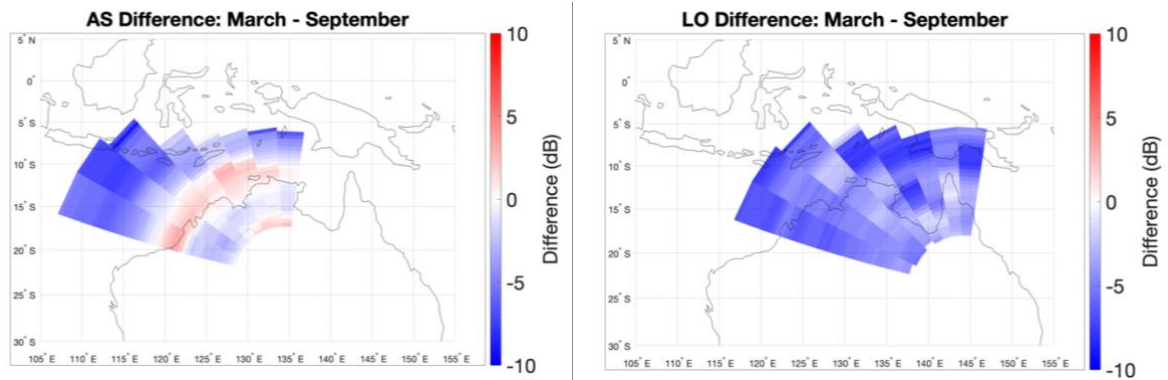 AS Difference: March - September
5° N
0°
5° S
10° S
15° S
20° S
25° S
30° S
105° E 110° E 115° E 120° E 125° E 130° E 135° E 140° E 145° E 150° E 155° E
10
5
0
-5
-10
Difference (dB)
LO Difference: March - September
5° N
0°
5° S
10° S
15° S
20° S
25° S
30° S
105° E 110° E 115° E 120° E 125° E 130° E 135° E 140° E 145° E 150° E 155° E
10
5
0
-5
-10
Difference (dB)